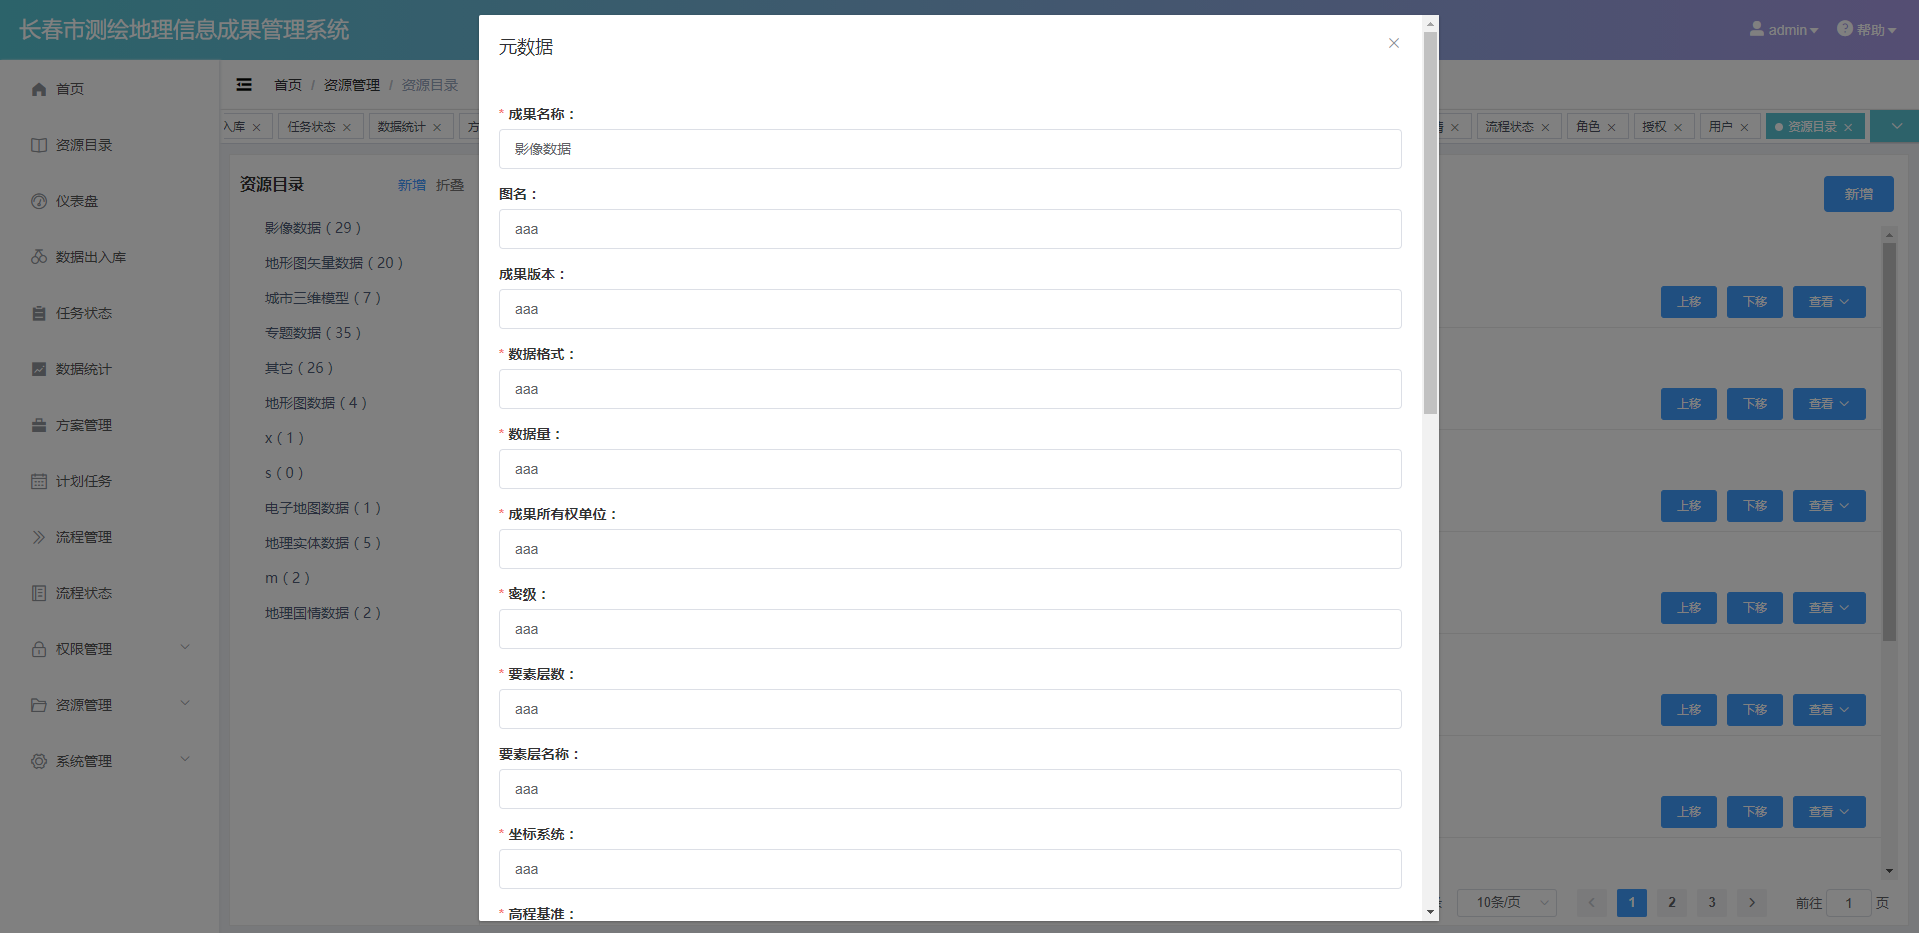 长春市测绘地理信息成果管理系统
admin
帮助
首页
资源目录
仪表盘
数据出入库
任务状态
数据统计
方案管理
计划任务
流程管理
流程状态
权限管理
资源管理
系统管理
首页 / 资源管理 / 资源目录
入库
任务状态
数据统计
流程状态
角色
授权
用户
资源目录
资源目录 新增 折叠
影像数据 ( 29 )
地形图矢量数据 ( 20 )
城市三维模型 ( 7 )
专题数据 ( 35 )
其它 ( 26 )
地形图数据 ( 4 )
x ( 1 )
s ( 0 )
电子地图数据 ( 1 )
地理实体数据 ( 5 )
m ( 2 )
地理国情数据 ( 2 )
元数据
* 成果名称：
影像数据
图名：
aaa
成果版本：
aaa
* 数据格式：
aaa
* 数据量：
aaa
* 成果所有权单位：
aaa
* 密级：
aaa
* 要素层数：
aaa
要素层名称：
aaa
* 坐标系统：
aaa
* 高程基准：
新增
上移 下移 查看
上移 下移 查看
上移 下移 查看
上移 下移 查看
上移 下移 查看
上移 下移 查看
10条/页 1 2 3 前往 1 页